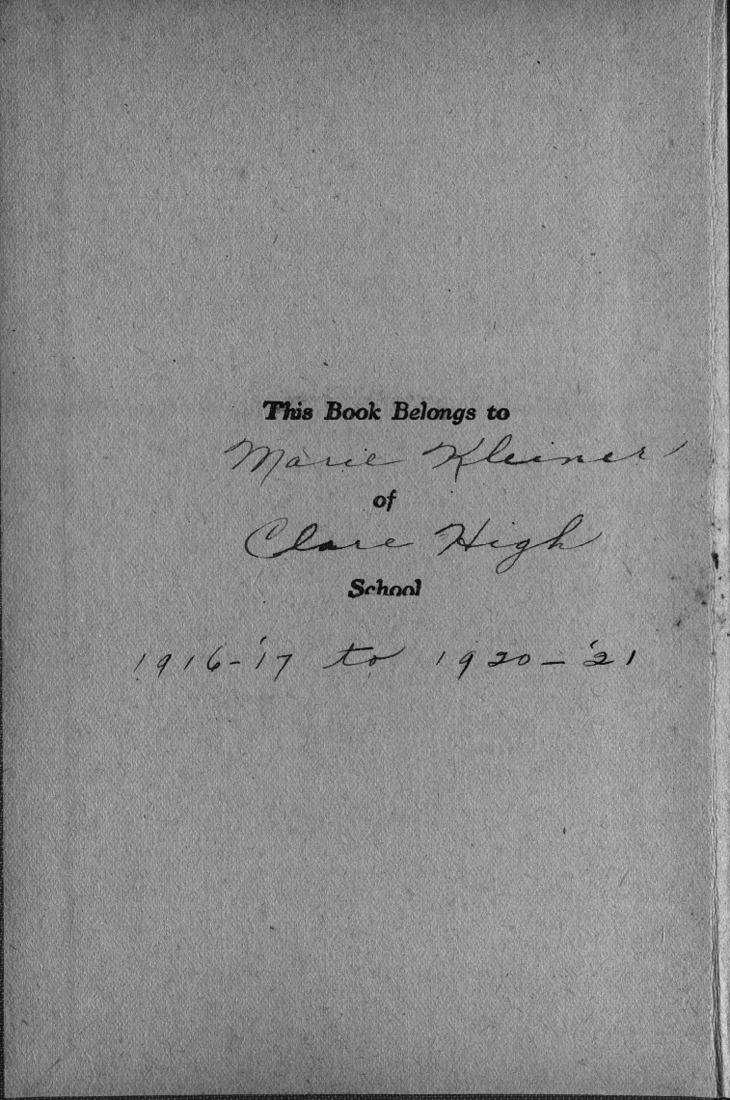 This Book Belongs to
Marie Kleiner
of
Clare High
School
1916-'17 to 1920-'21